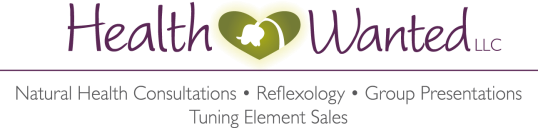 Health Wanted LLC
Natural Health Consultations • Reflexology • Group Presentations
Tuning Element Sales